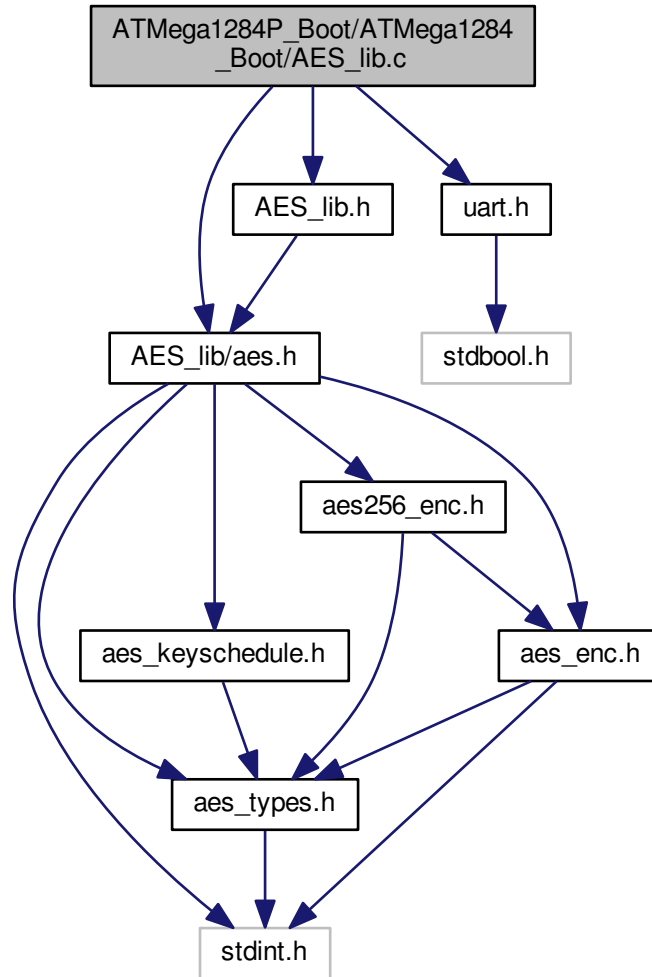 ATMega1284P_Boot/ATMega1284
_Boot/AES_lib.c
AES_lib.h
uart.h
AES_lib/aes.h
stdbool.h
aes256_enc.h
aes_keyschedule.h
aes_enc.h
aes_types.h
stdint.h